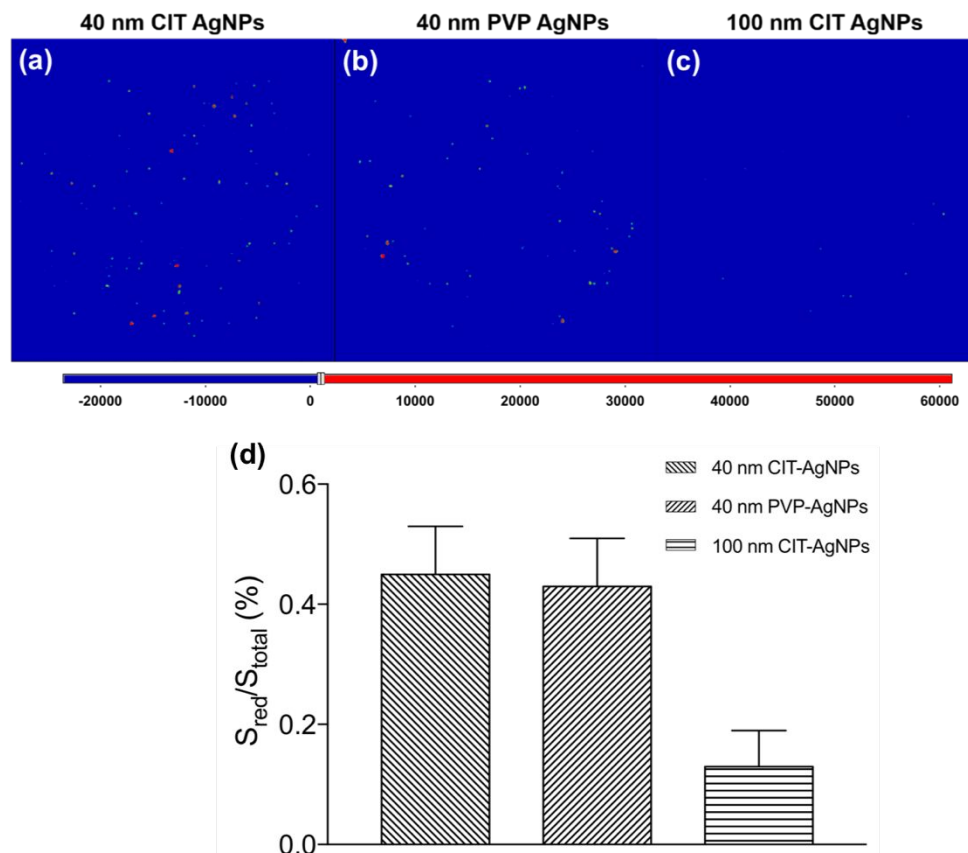 40 nm CIT AgNPs 40 nm PVP AgNPs 100 nm CIT AgNPs
(a) (b) (c)
-20000 -10000 0 10000 20000 30000 40000 50000 60000
(d)
40 nm CIT-AgNPs
40 nm PVP-AgNPs
100 nm CIT-AgNPs
S_red/S_total (%)
0.6
0.4
0.2
0.0